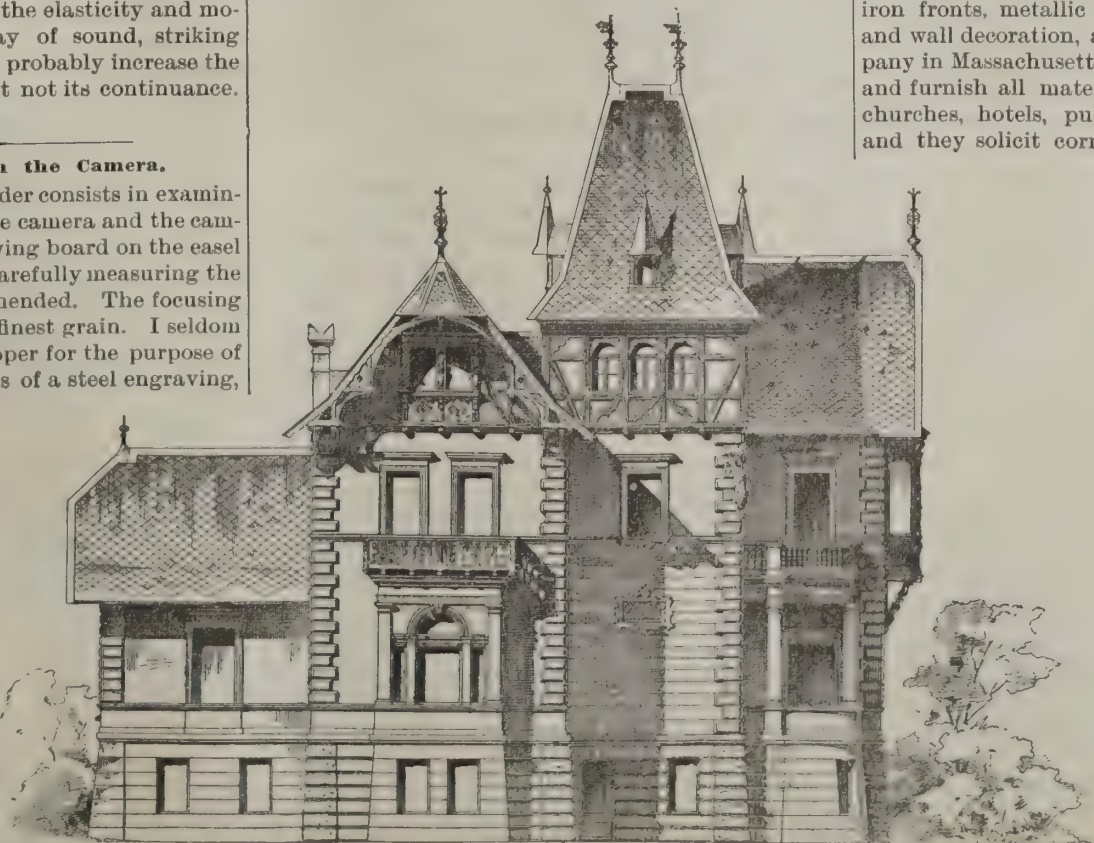 the elasticity and mo-
ay of sound, striking
probably increase the
t not its continuance.
the Camera.
der consists in examin-
e camera and the cam-
ving board on the easel
arefully measuring the
nended. The focusing
finest grain. I seldom
oper for the purpose of
s of a steel engraving,
iron fronts, metallic
and wall decoration, a
pany in Massachusett
and furnish all mate
churches, hotels, pu
and they solicit corr